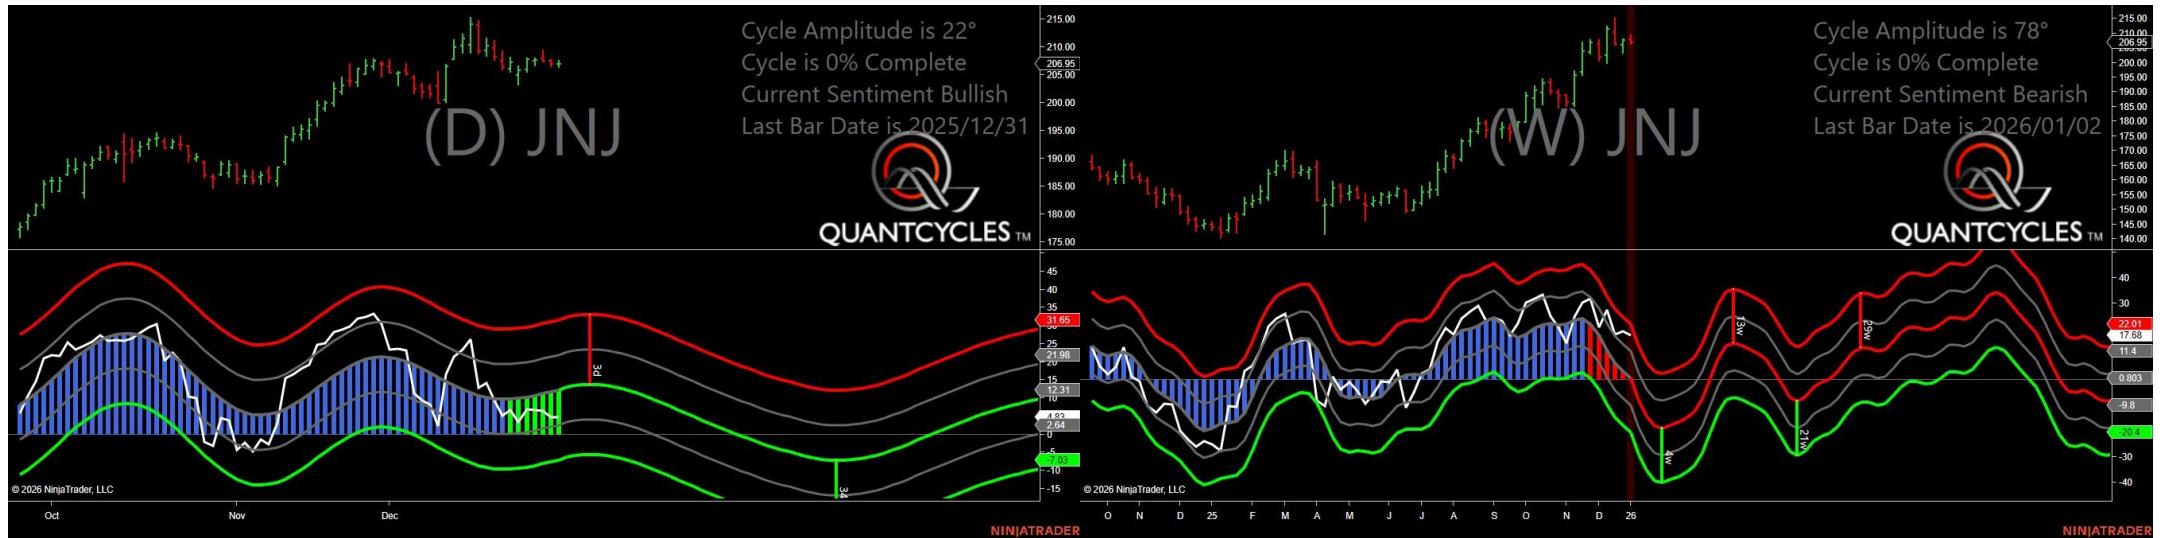 Cycle Amplitude is 22°
Cycle is 0% Complete
Current Sentiment Bullish
Last Bar Date is 2025/12/31
(D) JNJ
QUANTCYCLES TM
215.00
210.00
206.95
205.00
200.00
195.00
190.00
185.00
180.00
175.00
45
40
35
31.65
25
21.98
15
12.31
10
4.83
2.64
0
-5
-7.03
-10
-15
3d
34
© 2026 NinjaTrader, LLC
Oct Nov Dec
NINJATRADER
Cycle Amplitude is 78°
Cycle is 0% Complete
Current Sentiment Bearish
Last Bar Date is 2026/01/02
(W) JNJ
QUANTCYCLES TM
215.00
210.00
206.95
200.00
195.00
190.00
185.00
180.00
175.00
170.00
165.00
160.00
155.00
150.00
145.00
140.00
40
30
22.01
17.68
11.4
0.803
-9.8
-20.4
-30
-40
13w
29w
4w
21w
© 2026 NinjaTrader, LLC
O N D 25 F M A M J J A S O N D 26
NINJATRADER